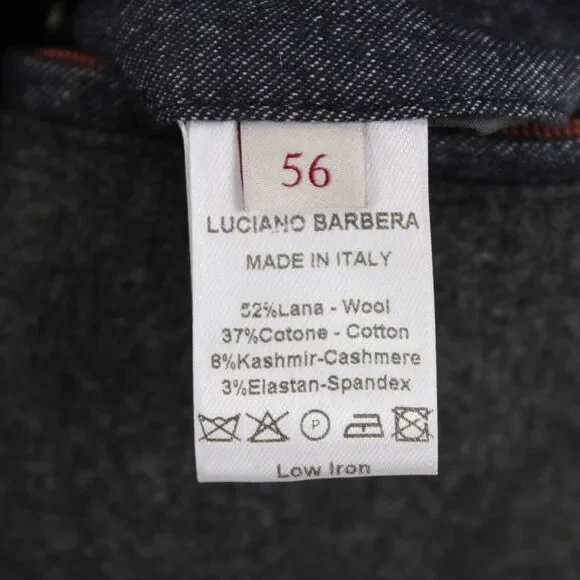 56
LUCIANO BARBERA
MADE IN ITALY
52%Lana - Wool
37%Cotone - Cotton
8%Kashmir-Cashmere
3%Elastan-Spandex
P
Low Iron